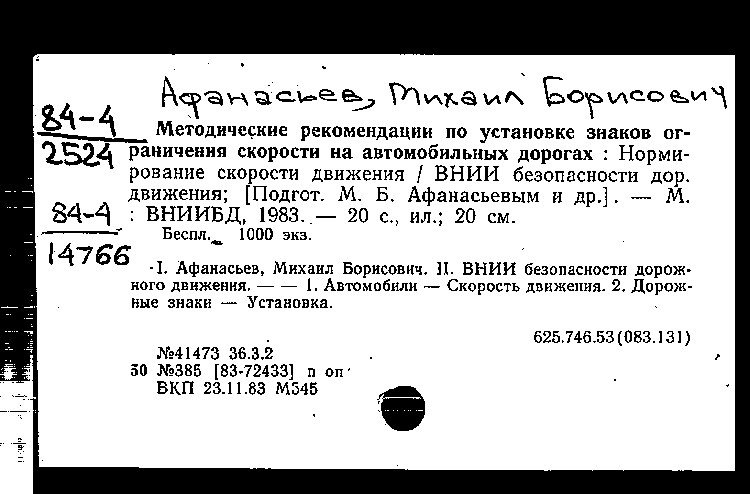 Афанасьев, Михаил Борисович
84-4
2524
84-4
14766
Методические рекомендации по установке знаков ог-
раничения скорости на автомобильных дорогах : Норми-
рование скорости движения / ВНИИ безопасности дор.
движения; [Подгот. М. Б. Афанасьевым и др.]. — М.
: ВНИИБД, 1983. — 20 с., ил.; 20 см.
Беспл. 1000 экз.
I. Афанасьев, Михаил Борисович. II. ВНИИ безопасности дорож-
ного движения. — — 1. Автомобили — Скорость движения. 2. Дорож-
ные знаки — Установка.
625.746.53(083.131)
№41473 36.3.2
30 №385 [83-72433] п оп
ВКП 23.11.83 М345